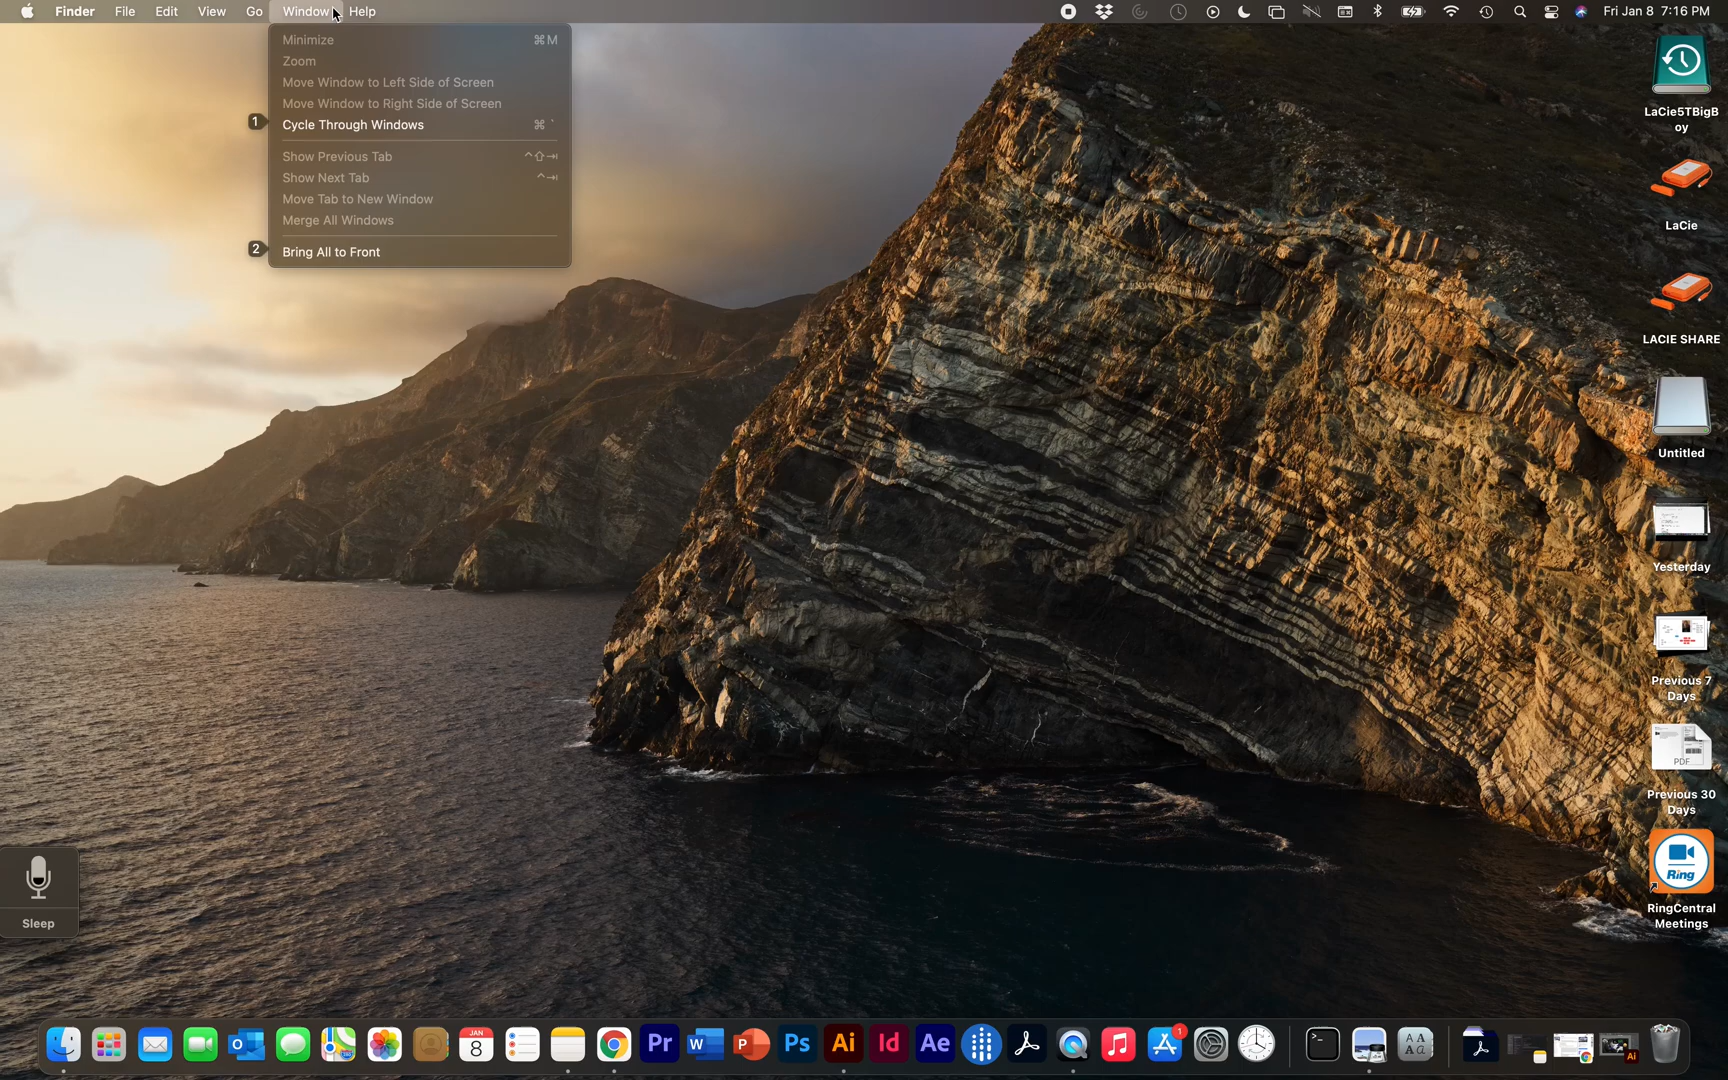 Finder File Edit View Go Window Help
Fri Jan 8 7:16 PM
Minimize ⌘M
Zoom
Move Window to Left Side of Screen
Move Window to Right Side of Screen
1 Cycle Through Windows ⌘`
Show Previous Tab ⌃⇧⇥
Show Next Tab ⌃⇥
Move Tab to New Window
Merge All Windows
2 Bring All to Front
LaCie5TBigB
oy
LaCie
LACIE SHARE
Untitled
Yesterday
Previous 7
Days
PDF
Previous 30
Days
Ring
RingCentral
Meetings
Sleep
JAN
8
O
Pr
W
P
Ps
Ai
Id
Ae
1
>_
A A
A A
Ai